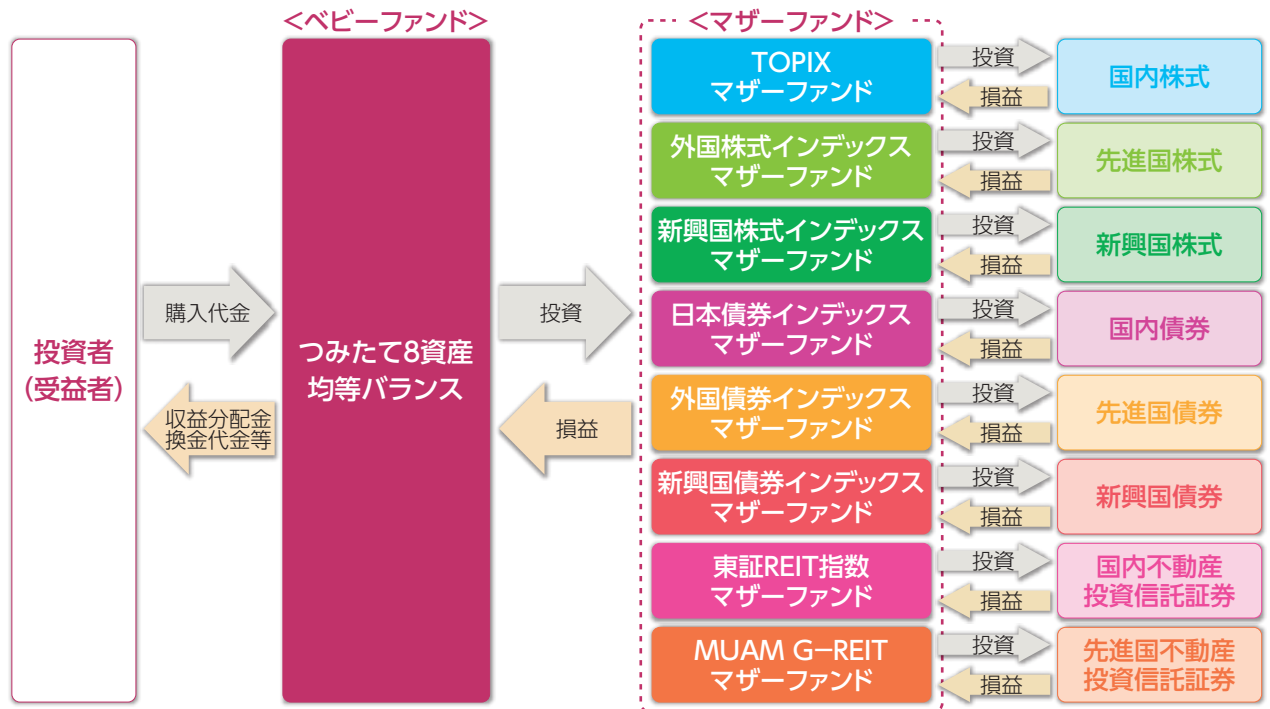 <ベビーファンド>
<マザーファンド>
投資者
(受益者)
購入代金
収益分配金
換金代金等
つみたて8資産
均等バランス
投資
損益
TOPIX
マザーファンド
投資
損益
国内株式
外国株式インデックス
マザーファンド
投資
損益
先進国株式
新興国株式インデックス
マザーファンド
投資
損益
新興国株式
日本債券インデックス
マザーファンド
投資
損益
国内債券
外国債券インデックス
マザーファンド
投資
損益
先進国債券
新興国債券インデックス
マザーファンド
投資
損益
新興国債券
東証REIT指数
マザーファンド
投資
損益
国内不動産
投資信託証券
MUAM G−REIT
マザーファンド
投資
損益
先進国不動産
投資信託証券